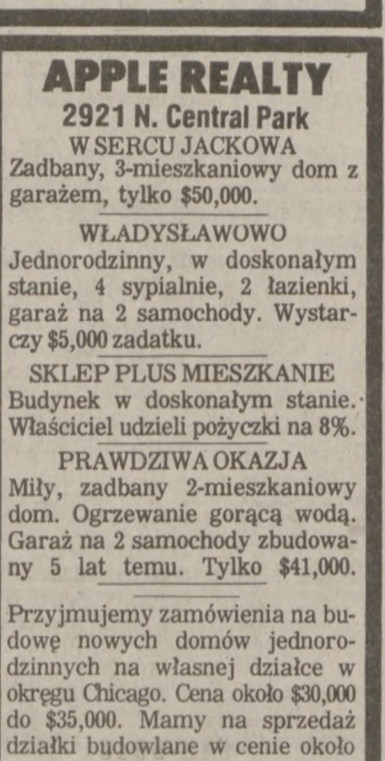 APPLE REALTY
2921 N. Central Park
W SERCU JACKOWA
Zadbany, 3-mieszkaniowy dom z
garażem, tylko $50,000.
WŁADYSŁAWOWO
Jednorodzinny, w doskonałym
stanie, 4 sypialnie, 2 łazienki,
garaż na 2 samochody. Wystar-
czy $5,000 zadatku.
SKLEP PLUS MIESZKANIE
Budynek w doskonałym stanie.
Właściciel udzieli pożyczki na 8%.
PRAWDZIWA OKAZJA
Miły, zadbany 2-mieszkaniowy
dom. Ogrzewanie gorącą wodą.
Garaż na 2 samochody zbudowa-
ny 5 lat temu. Tylko $41,000.
Przyjmujemy zamówienia na bu-
dowę nowych domów jednoro-
dzinnych na własnej działce w
okręgu Chicago. Cena około $30,000
do $35,000. Mamy na sprzedaż
działki budowlane w cenie około